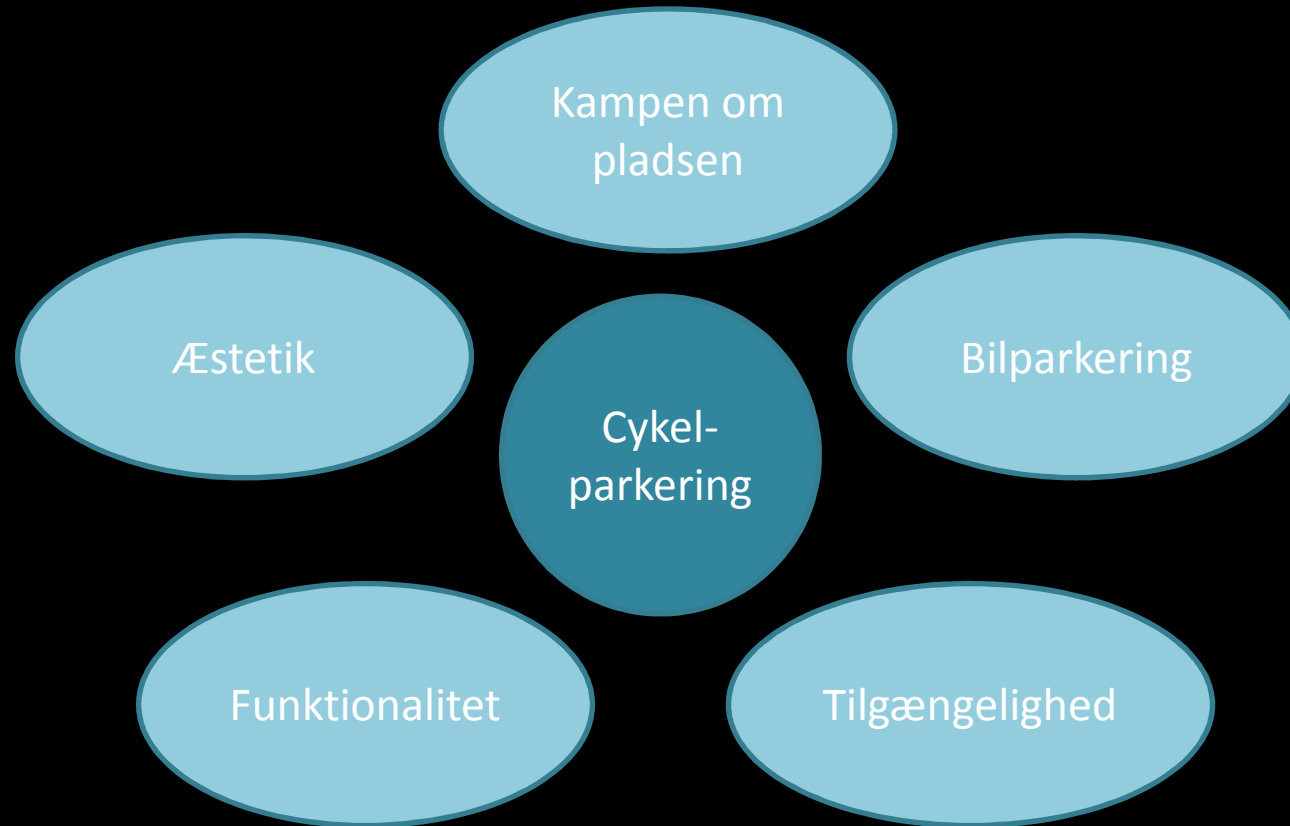 Kampen om
pladsen
Æstetik
Bilparkering
Cykel-
parkering
Funktionalitet
Tilgængelighed